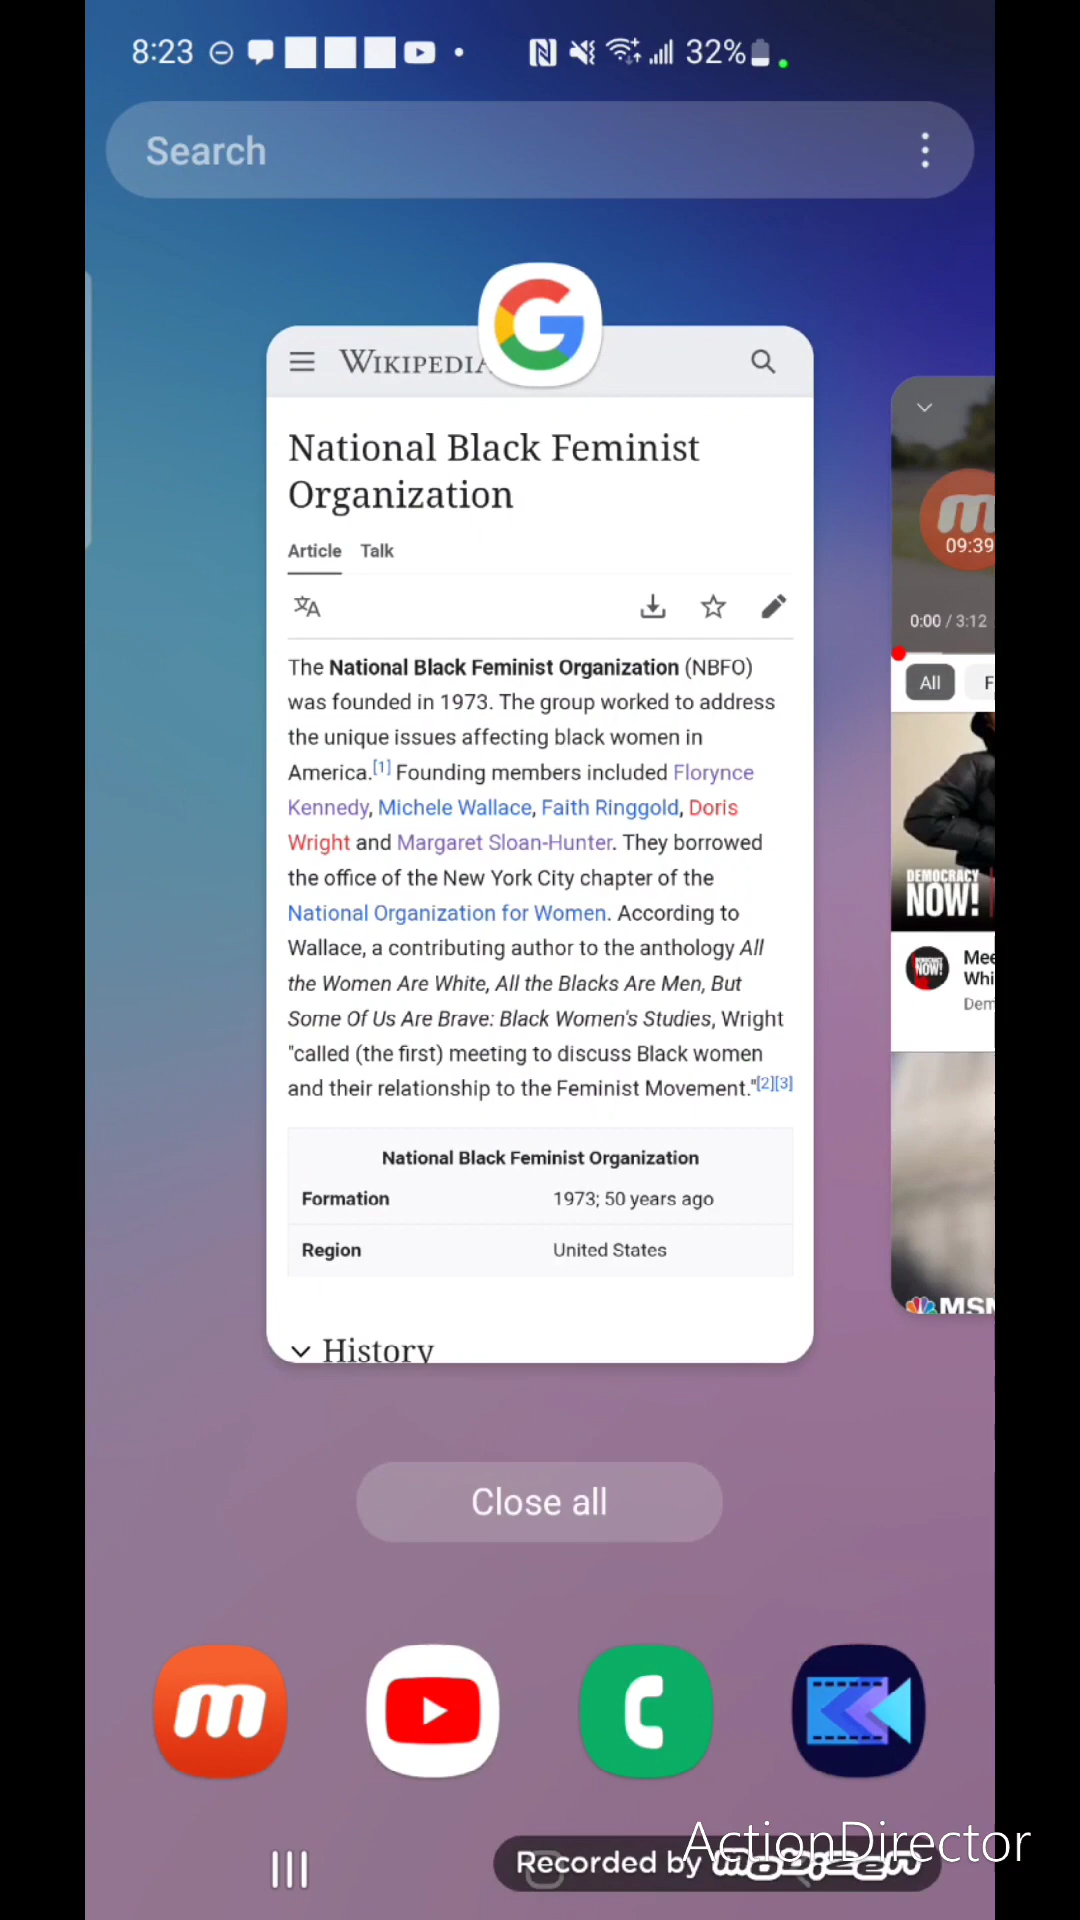 8:23
32%
Search
WIKIPEDIA
National Black Feminist
Organization
Article Talk
The National Black Feminist Organization (NBFO)
was founded in 1973. The group worked to address
the unique issues affecting black women in
America.[1] Founding members included Florynce
Kennedy, Michele Wallace, Faith Ringgold, Doris
Wright and Margaret Sloan-Hunter. They borrowed
the office of the New York City chapter of the
National Organization for Women. According to
Wallace, a contributing author to the anthology All
the Women Are White, All the Blacks Are Men, But
Some Of Us Are Brave: Black Women's Studies, Wright
"called (the first) meeting to discuss Black women
and their relationship to the Feminist Movement."[2][3]
National Black Feminist Organization
Formation 1973; 50 years ago
Region United States
History
09:39
0:00 / 3:12
All F
DEMOCRACY
NOW!
DEMOCRACY
NOW!
Mee
Whi
Dem
MSN
Close all
ActionDirector
Recorded by mobizen